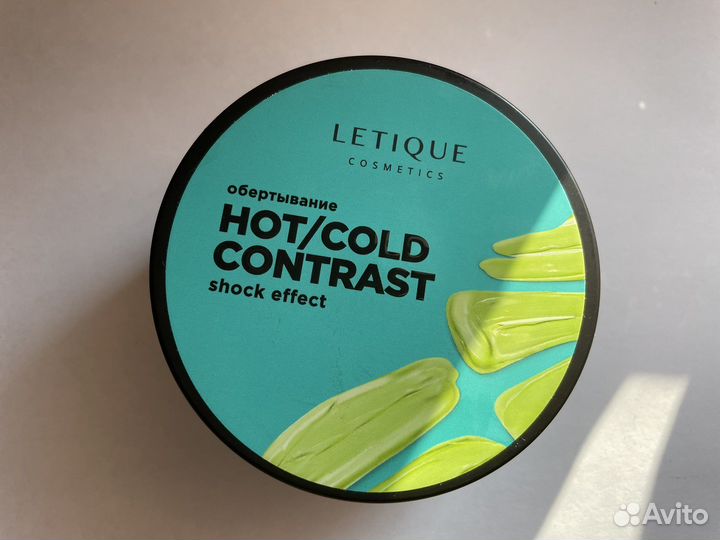 LETIQUE
COSMETICS
обертывание
HOT/COLD
CONTRAST
shock effect
Avito